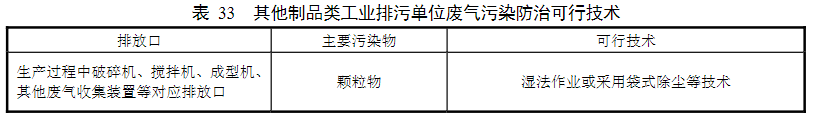 表 33 其他制品类工业排污单位废气污染防治可行技术
排放口 主要污染物 可行技术
生产过程中破碎机、搅拌机、成型机、
其他废气收集装置等对应排放口
颗粒物
湿法作业或采用袋式除尘等技术